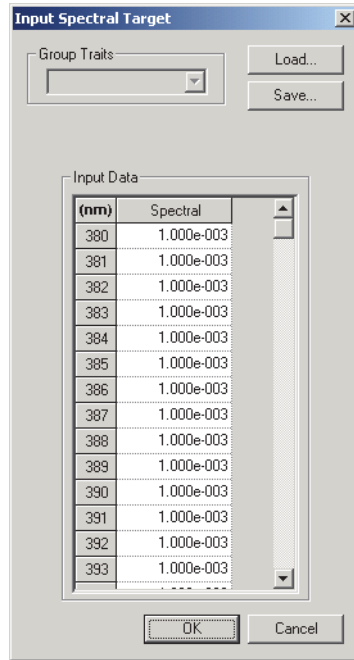 Input Spectral Target
Group Traits
Load...
Save...
Input Data
(nm) Spectral
380 1.000e-003
381 1.000e-003
382 1.000e-003
383 1.000e-003
384 1.000e-003
385 1.000e-003
386 1.000e-003
387 1.000e-003
388 1.000e-003
389 1.000e-003
390 1.000e-003
391 1.000e-003
392 1.000e-003
393 1.000e-003
OK Cancel